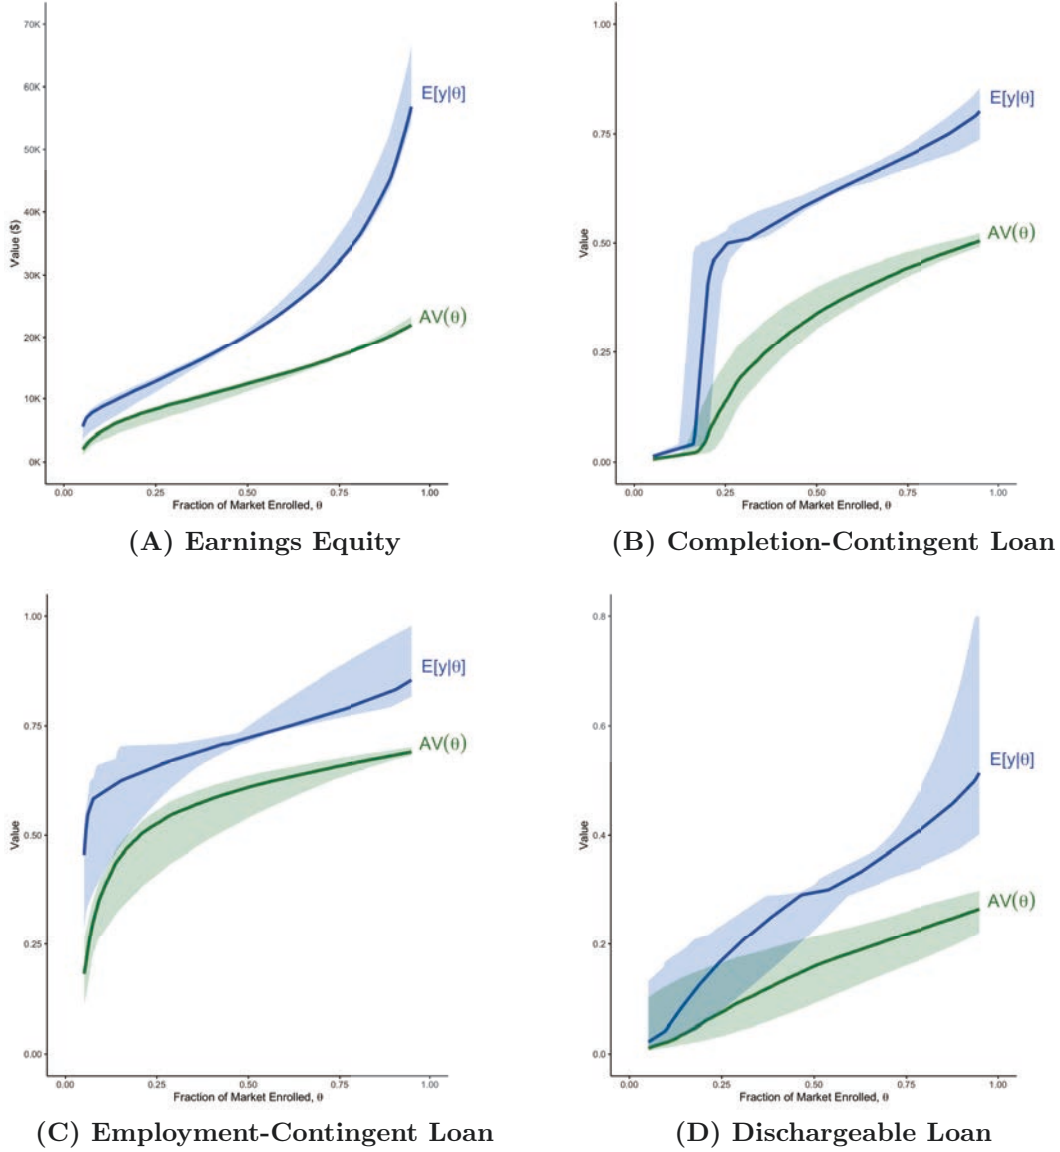 70K
60K
50K
40K
30K
20K
10K
0K
Value ($)
E[y|θ]
AV(θ)
0.00 0.25 0.50 0.75 1.00
Fraction of Market Enrolled, θ
(A) Earnings Equity
1.00
0.75
0.50
0.25
0.00
Value
E[y|θ]
AV(θ)
0.00 0.25 0.50 0.75 1.00
Fraction of Market Enrolled, θ
(B) Completion-Contingent Loan
1.00
0.75
0.50
0.25
0.00
Value
E[y|θ]
AV(θ)
0.00 0.25 0.50 0.75 1.00
Fraction of Market Enrolled, θ
(C) Employment-Contingent Loan
0.8
0.6
0.4
0.2
0.0
Value
E[y|θ]
AV(θ)
0.00 0.25 0.50 0.75 1.00
Fraction of Market Enrolled, θ
(D) Dischargeable Loan